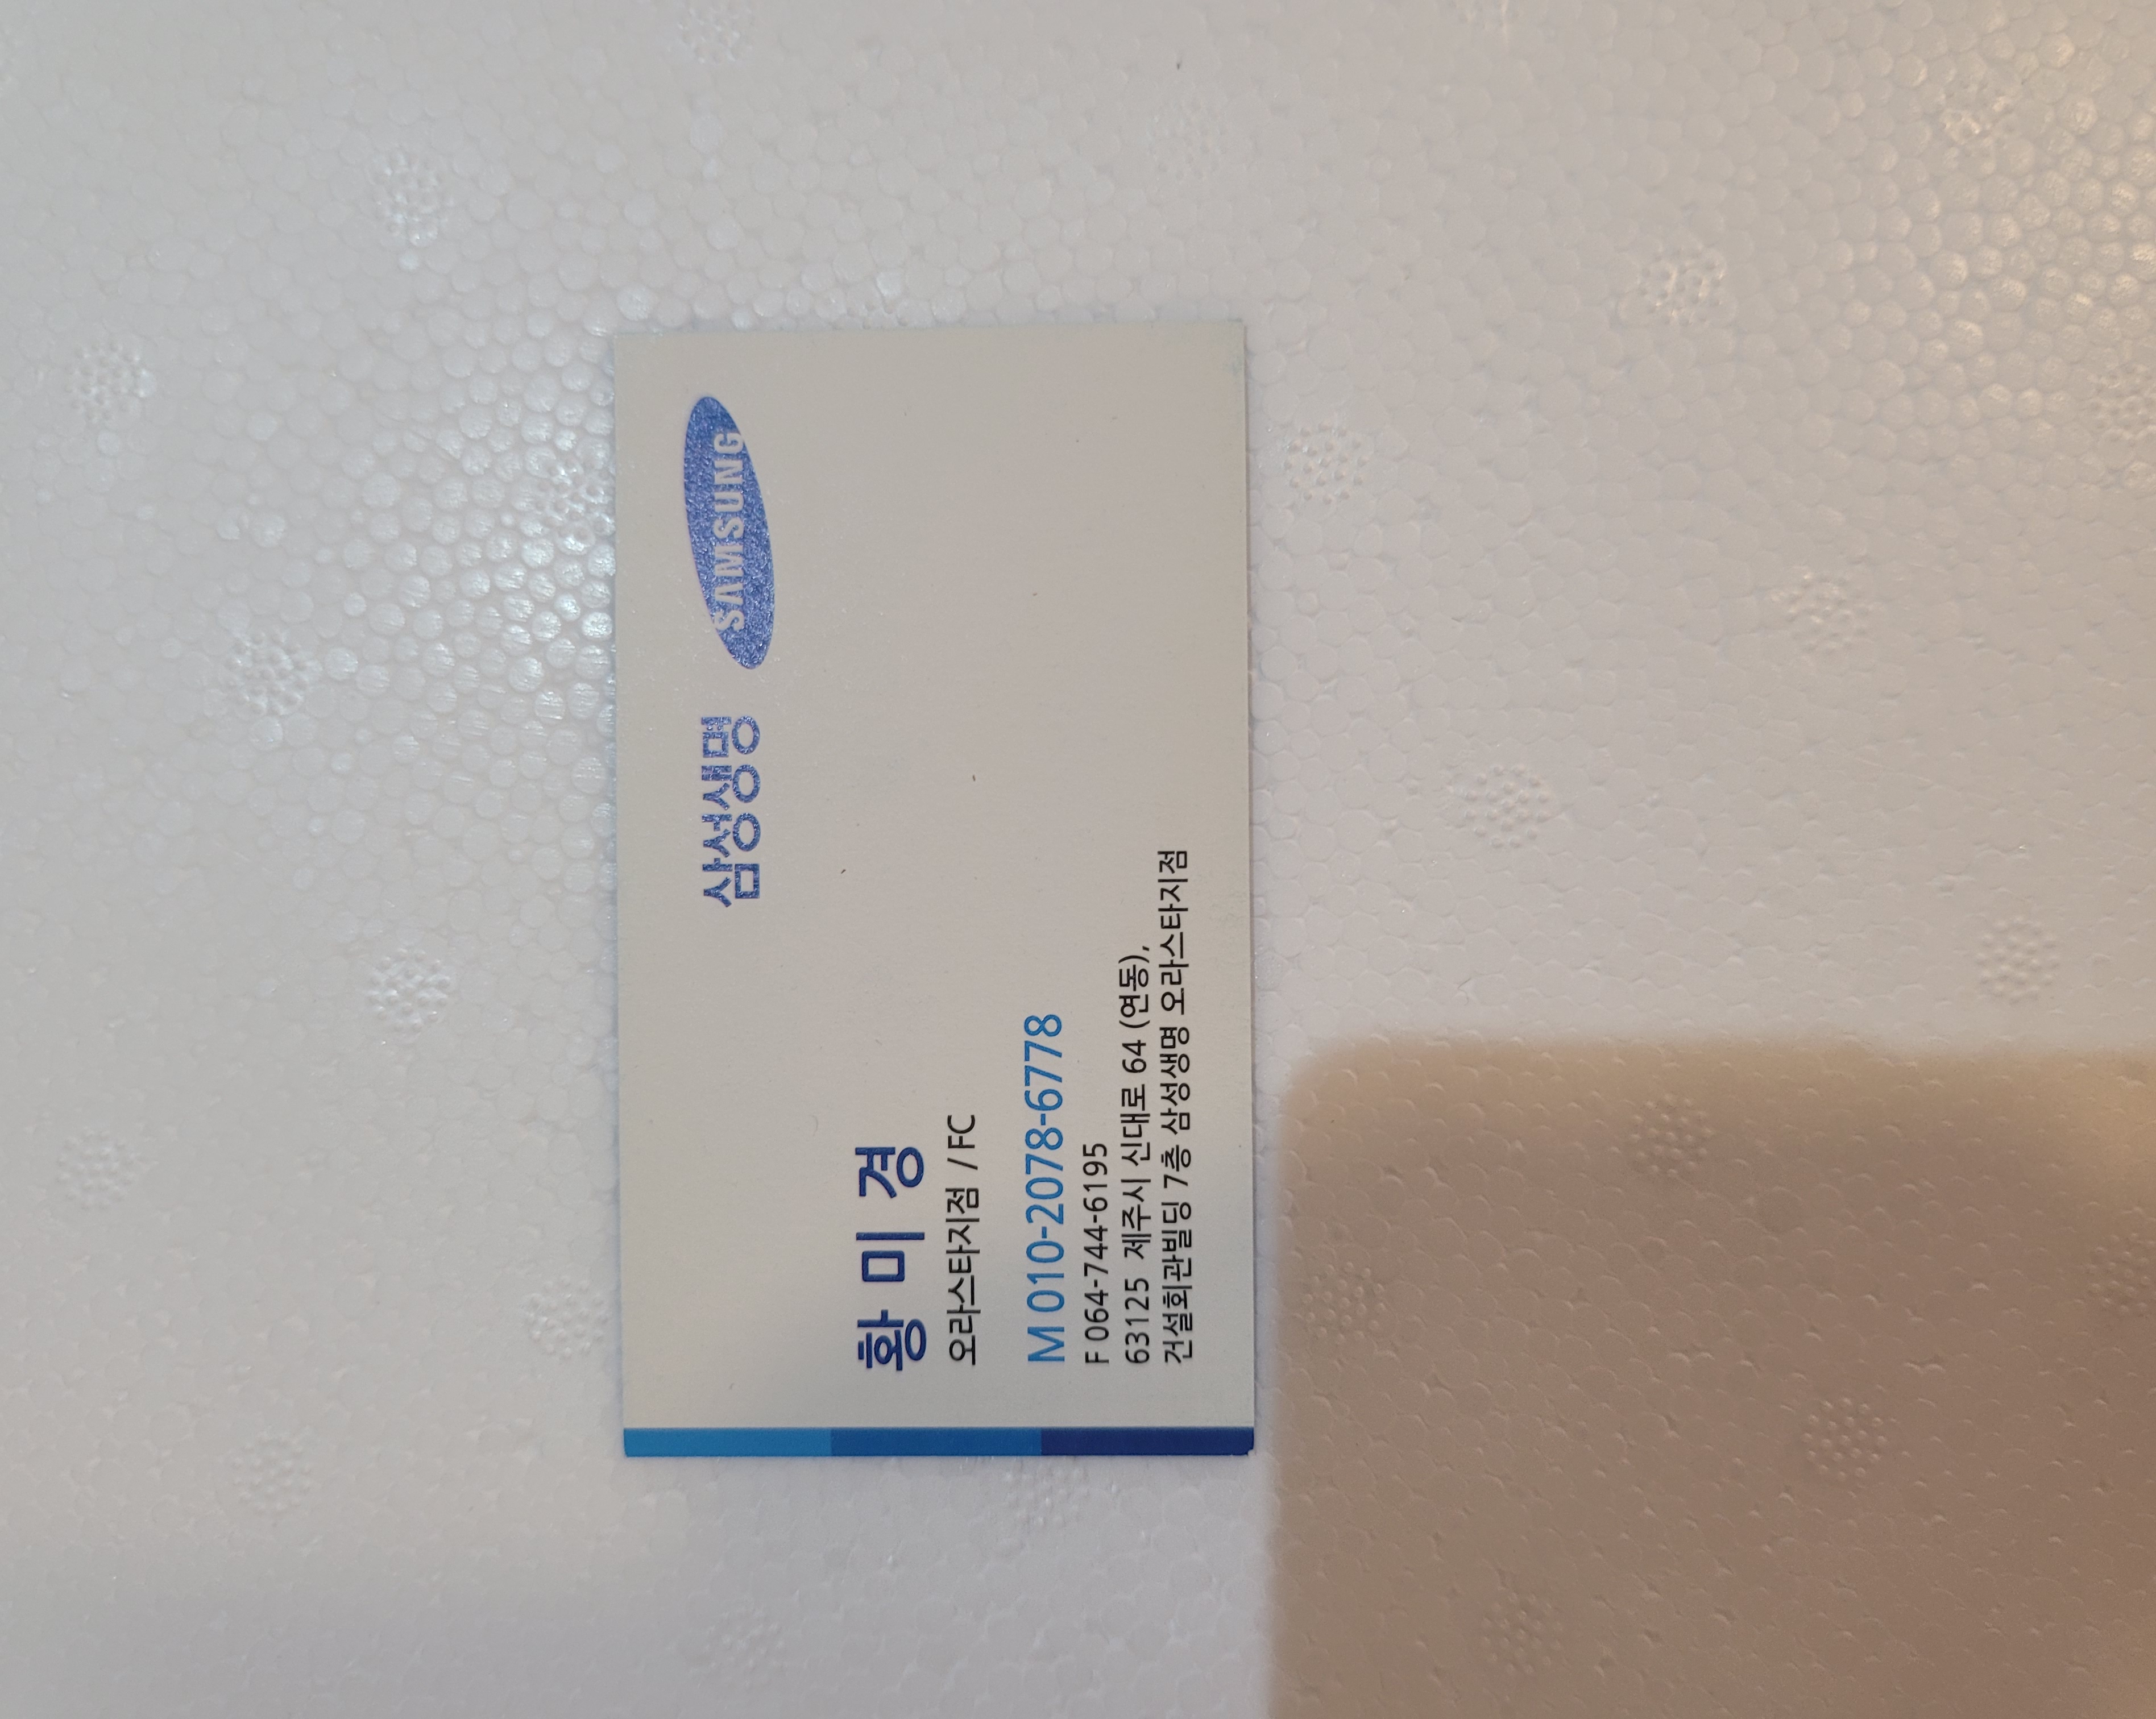 삼성생명 SAMSUNG
황 미 경
오라스타지점 / FC
M 010-2078-6778
F 064-744-6195
63125 제주시 신대로 64 (연동),
건설회관빌딩 7층 삼성생명 오라스타지점